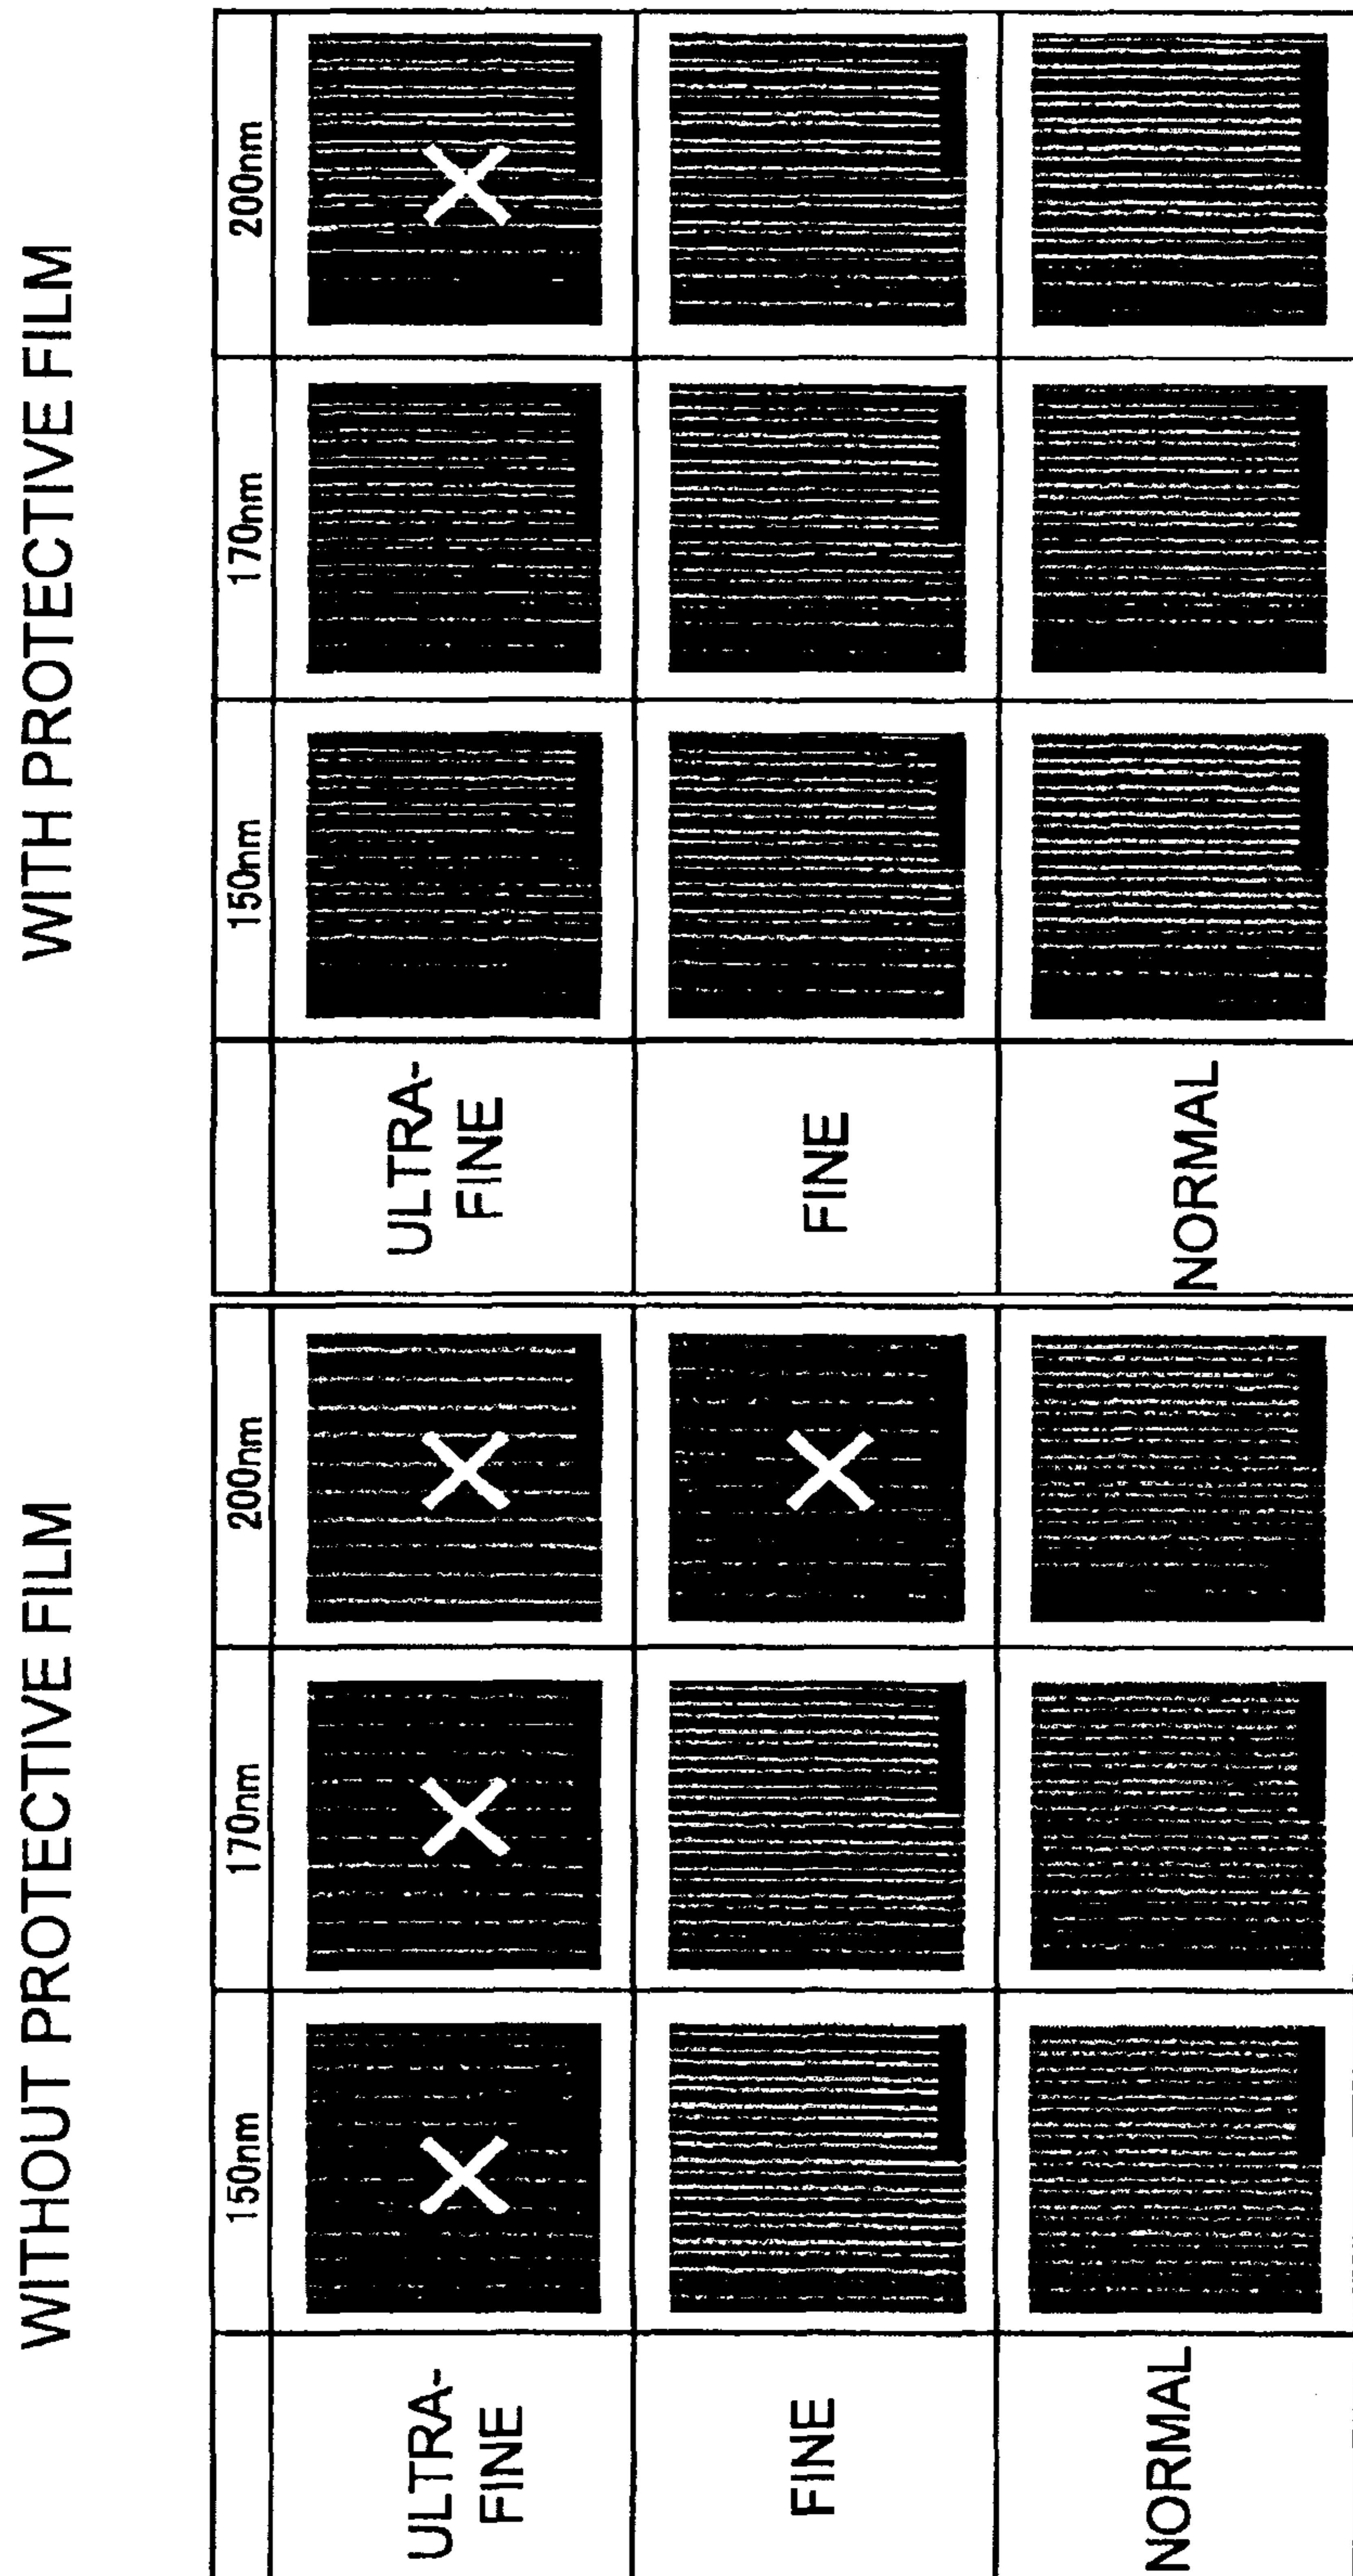 WITHOUT PROTECTIVE FILM
150nm
170nm
200nm
ULTRA-
FINE
FINE
NORMAL
WITH PROTECTIVE FILM
150nm
170nm
200nm
ULTRA-
FINE
FINE
NORMAL